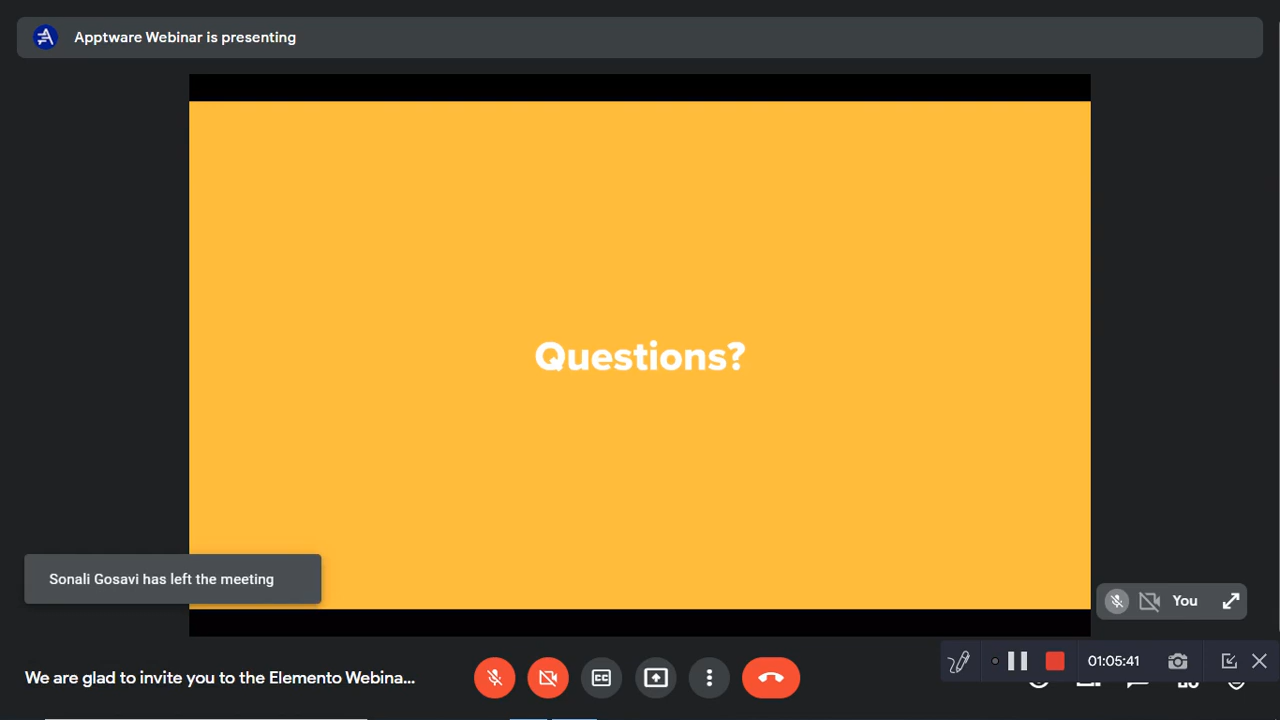 Apptware Webinar is presenting
Questions?
Sonali Gosavi has left the meeting
You
We are glad to invite you to the Elemento Webina...
CC
01:05:41